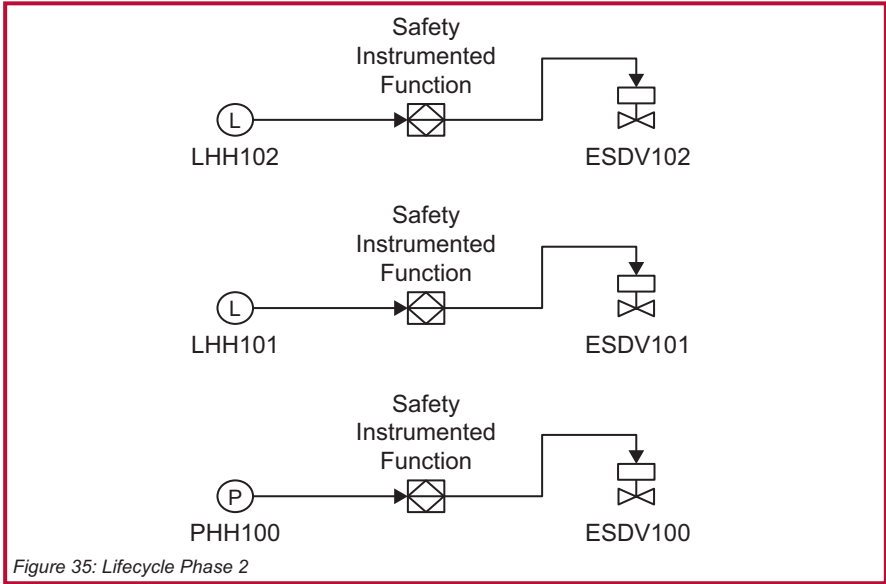 Safety
Instrumented
Function
L
LHH102
ESDV102
Safety
Instrumented
Function
L
LHH101
ESDV101
Safety
Instrumented
Function
P
PHH100
ESDV100
Figure 35: Lifecycle Phase 2